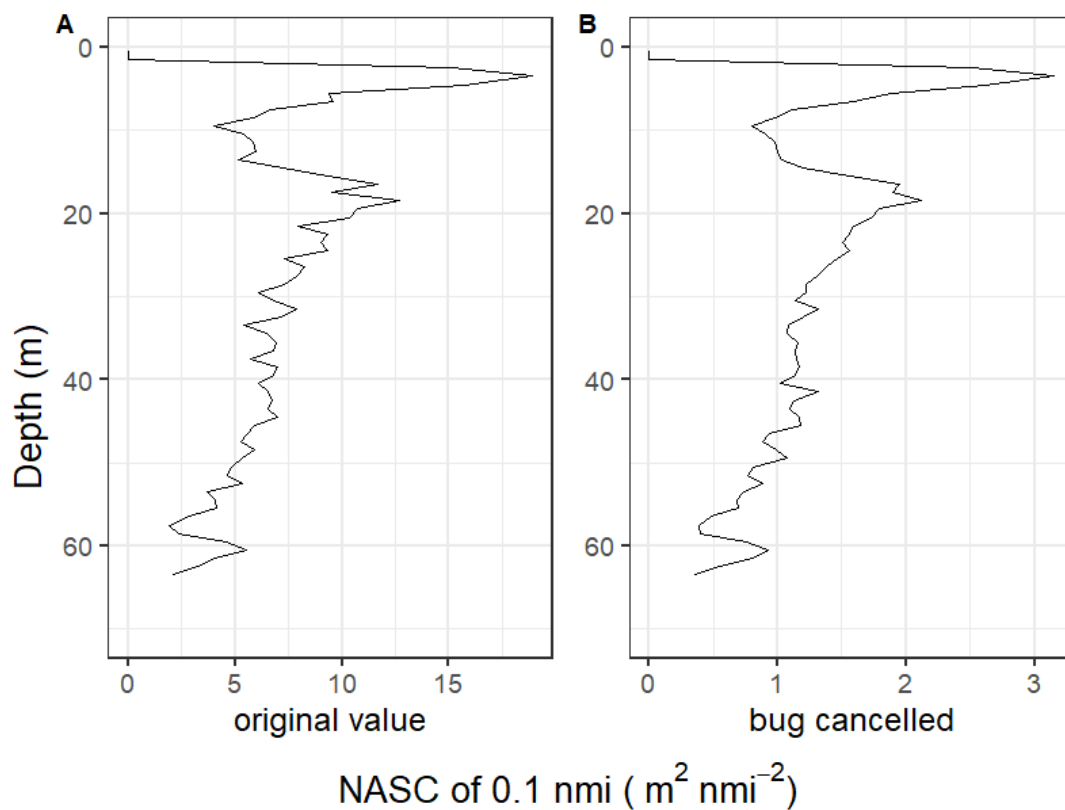 A
B
0
20
40
60
Depth (m)
0 5 10 15
original value
0
20
40
60
0 1 2 3
bug cancelled
NASC of 0.1 nmi ( m² nmi⁻²)